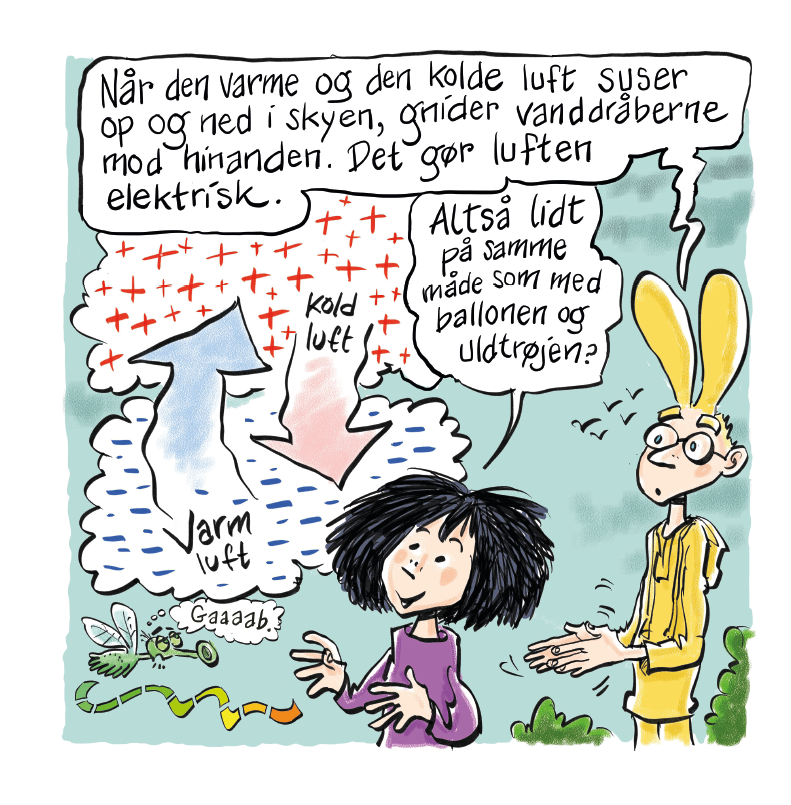 Når den varme og den kolde luft suser
op og ned i skyen, gnider vanddråberne
mod hinanden. Det gør luften
elektrisk.
Altså lidt
på samme
måde som med
ballonen og
uldtrøjen?
kold
luft
Varm
luft
Gaaaab.